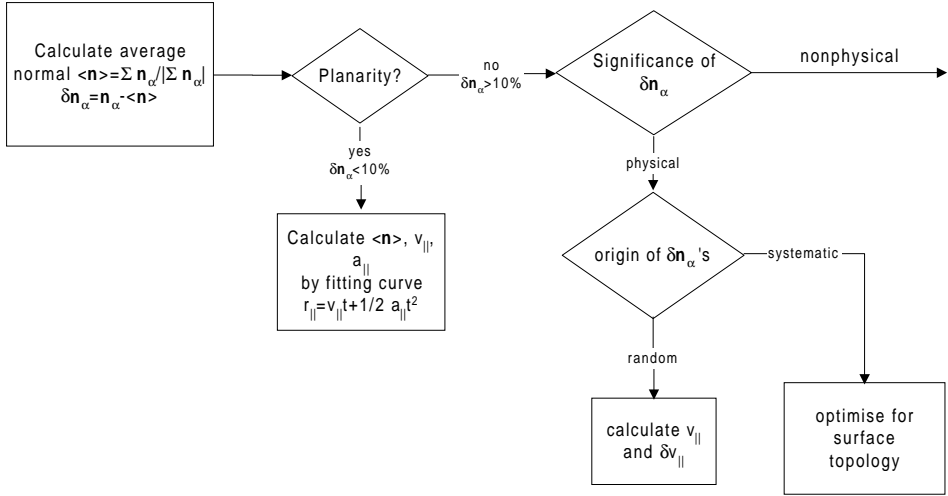 Calculate average
normal <n>=Σ nα/|Σ nα|
δnα=nα-<n>
Planarity?
no
δnα>10%
Significance of
δnα
nonphysical
yes
δnα<10%
physical
Calculate <n>, v||,
a||
by fitting curve
r||=v||t+1/2 a||t²
origin of δnα's
systematic
random
calculate v||
and δv||
optimise for
surface
topology